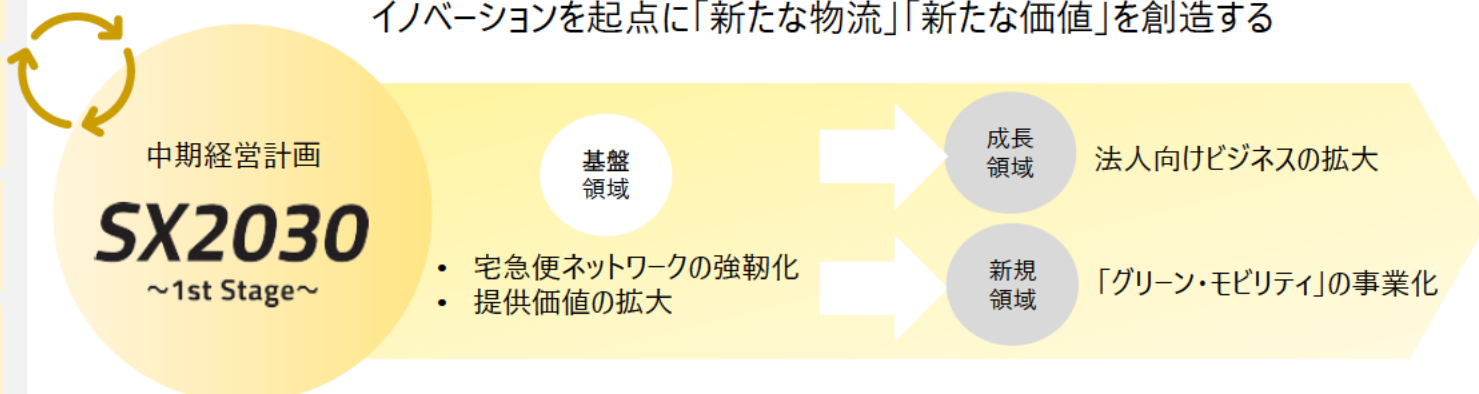 イノベーションを起点に「新たな物流」「新たな価値」を創造する
中期経営計画
SX2030
～1st Stage～
基盤
領域
• 宅急便ネットワークの強靭化
• 提供価値の拡大
成長
領域
法人向けビジネスの拡大
新規
領域
「グリーン・モビリティ」の事業化